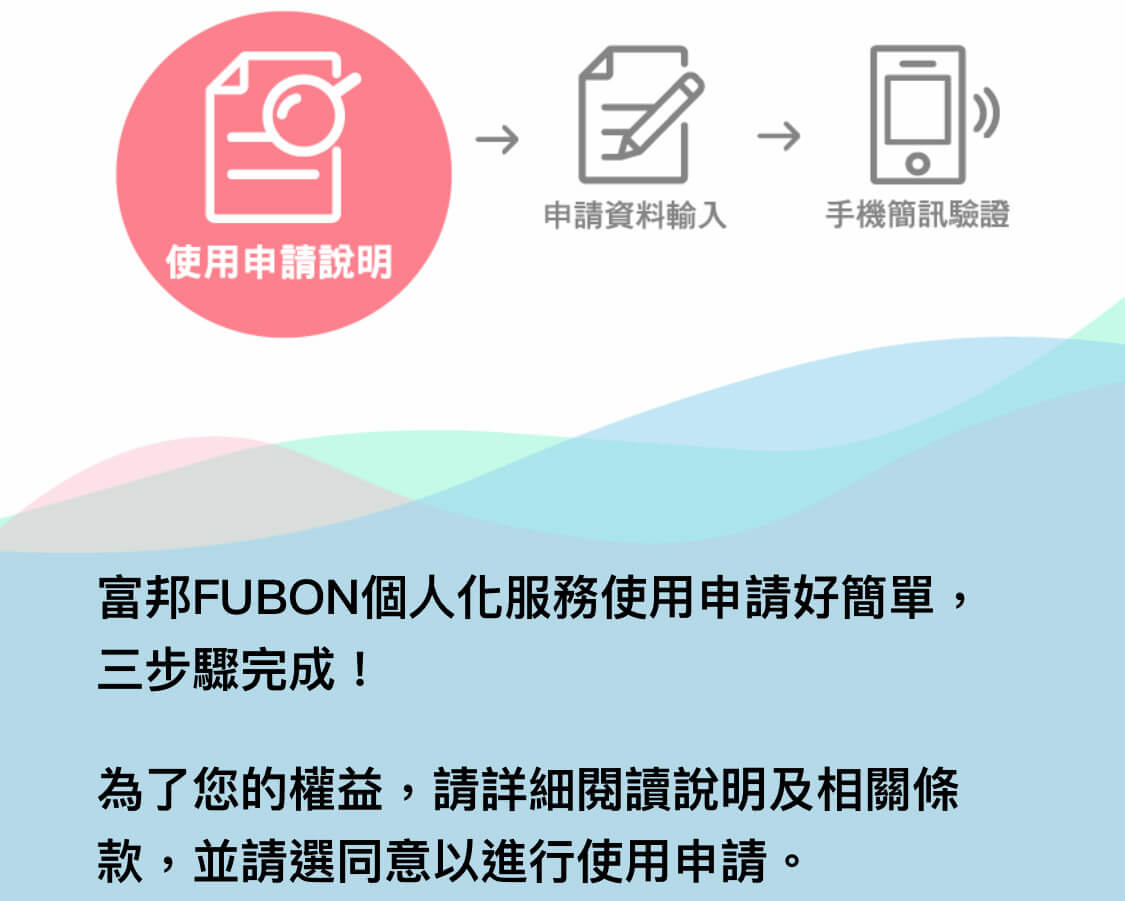 使用申請說明
申請資料輸入
手機簡訊驗證
富邦FUBON個人化服務使用申請好簡單，
三步驟完成！
為了您的權益，請詳細閱讀說明及相關條
款，並請選同意以進行使用申請。